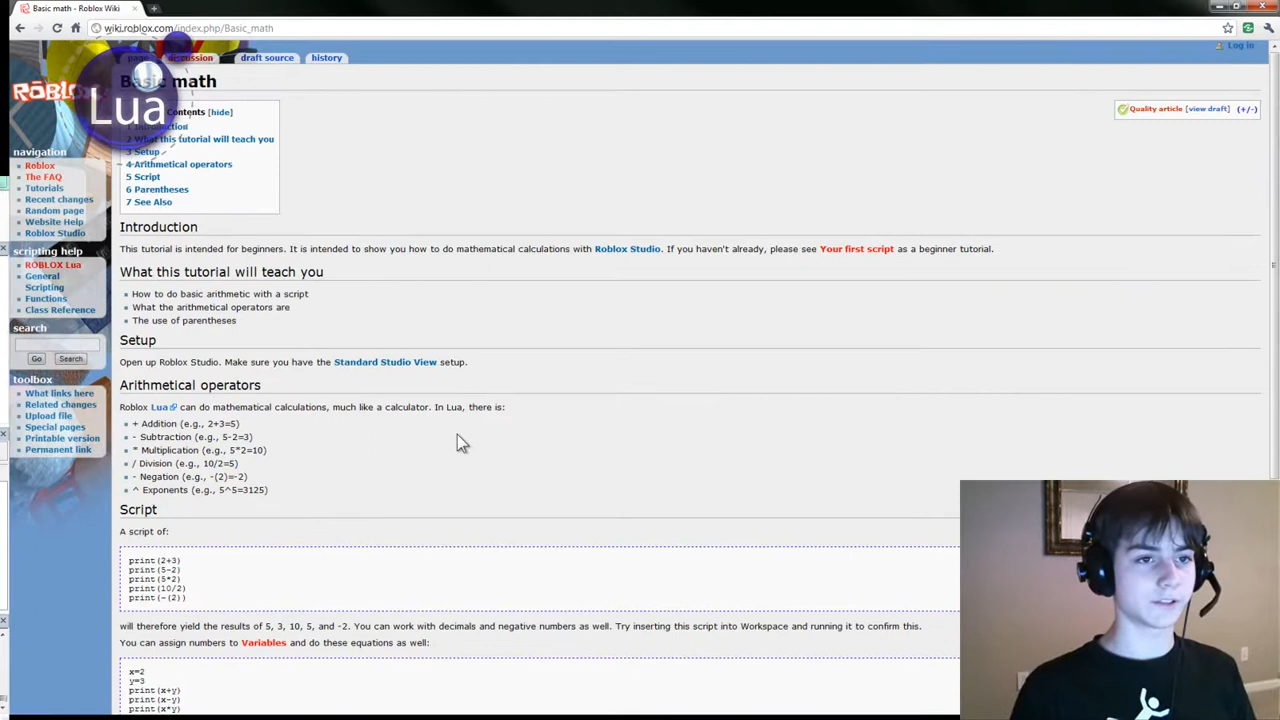 Basic math - Roblox Wiki
wiki.roblox.com/index.php/Basic_math
Log in
page discussion draft source history
Basic math
ROBLOX
Lua
Quality article [view draft] (+/-)
Contents [hide]
1 Introduction
2 What this tutorial will teach you
3 Setup
4 Arithmetical operators
5 Script
6 Parentheses
7 See Also
navigation
Roblox
The FAQ
Tutorials
Recent changes
Random page
Website Help
Roblox Studio
scripting help
ROBLOX Lua
General
Scripting
Functions
Class Reference
search
Go Search
toolbox
What links here
Related changes
Upload file
Special pages
Printable version
Permanent link
Introduction
This tutorial is intended for beginners. It is intended to show you how to do mathematical calculations with Roblox Studio. If you haven't already, please see Your first script as a beginner tutorial.
What this tutorial will teach you
How to do basic arithmetic with a script
What the arithmetical operators are
The use of parentheses
Setup
Open up Roblox Studio. Make sure you have the Standard Studio View setup.
Arithmetical operators
Roblox Lua can do mathematical calculations, much like a calculator. In Lua, there is:
+ Addition (e.g., 2+3=5)
- Subtraction (e.g., 5-2=3)
* Multiplication (e.g., 5*2=10)
/ Division (e.g., 10/2=5)
- Negation (e.g., -(2)=-2)
^ Exponents (e.g., 5^5=3125)
Script
A script of:
print(2+3)
print(5-2)
print(5*2)
print(10/2)
print(-(2))
will therefore yield the results of 5, 3, 10, 5, and -2. You can work with decimals and negative numbers as well. Try inserting this script into Workspace and running it to confirm this.
You can assign numbers to Variables and do these equations as well:
x=2
y=3
print(x+y)
print(x-y)
print(x*y)